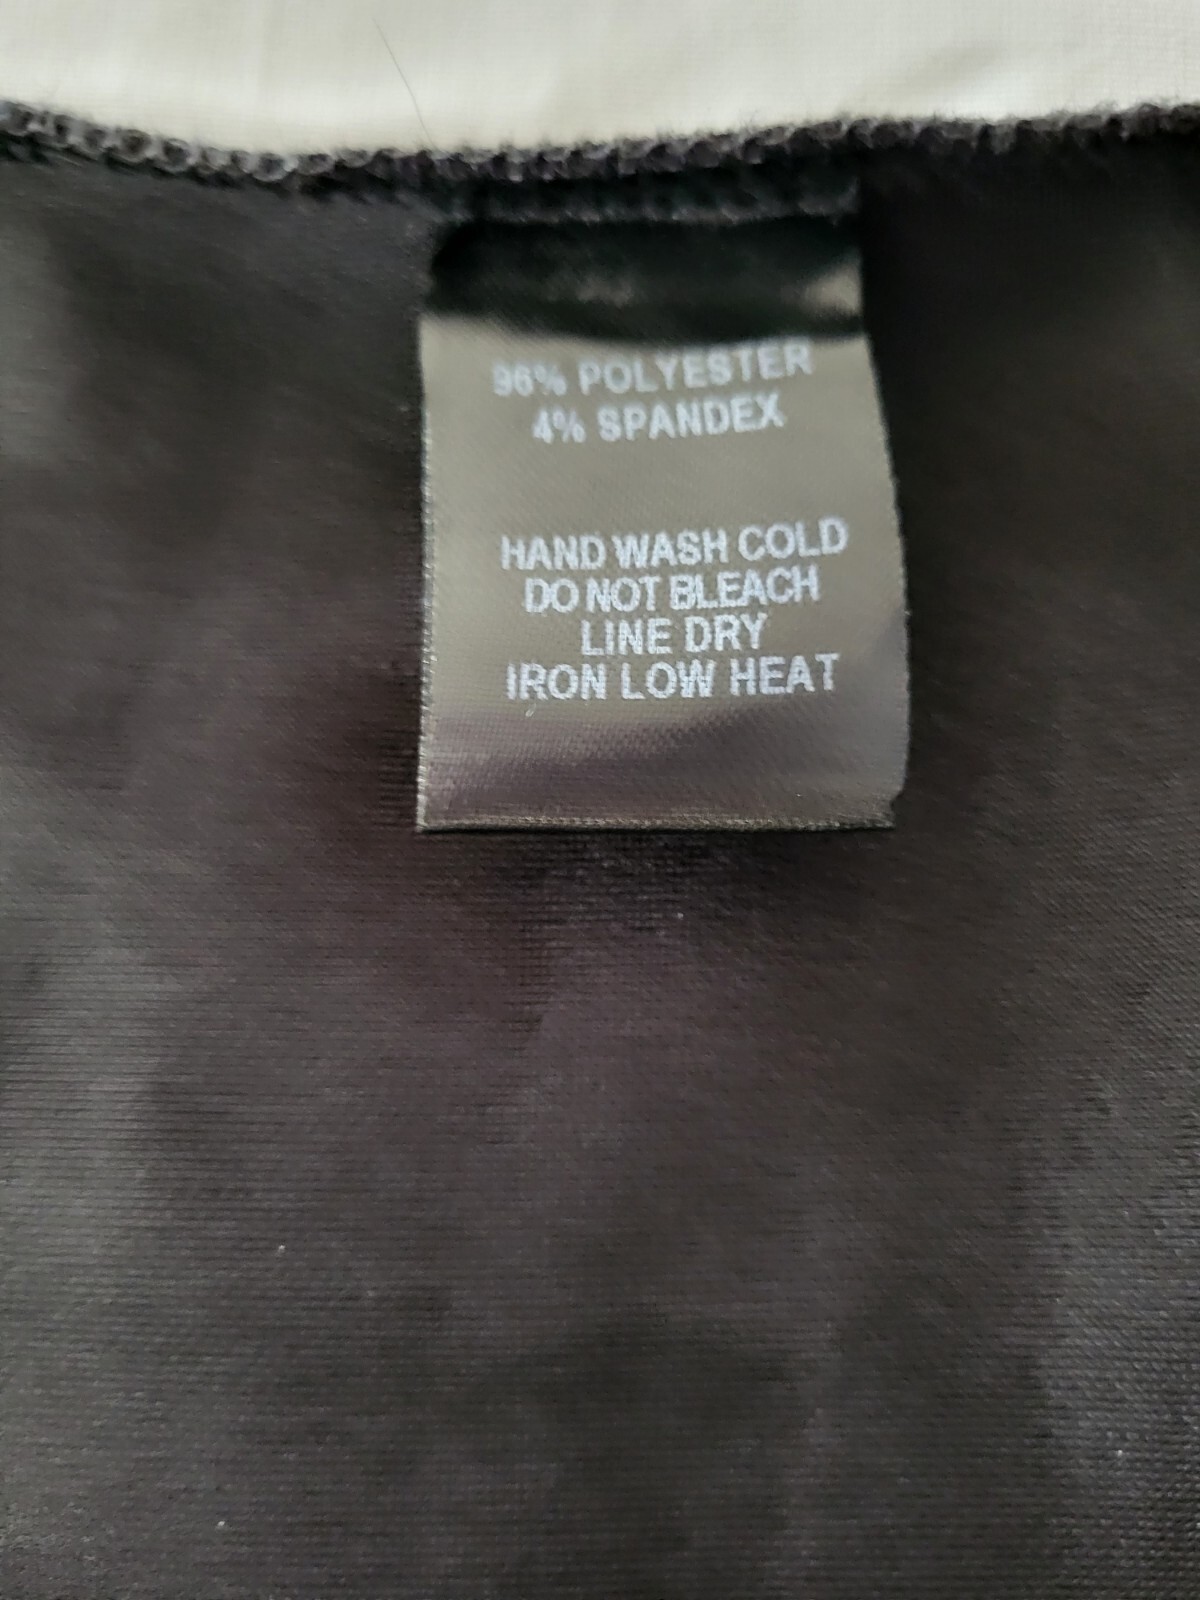 96% POLYESTER
4% SPANDEX
HAND WASH COLD
DO NOT BLEACH
LINE DRY
IRON LOW HEAT